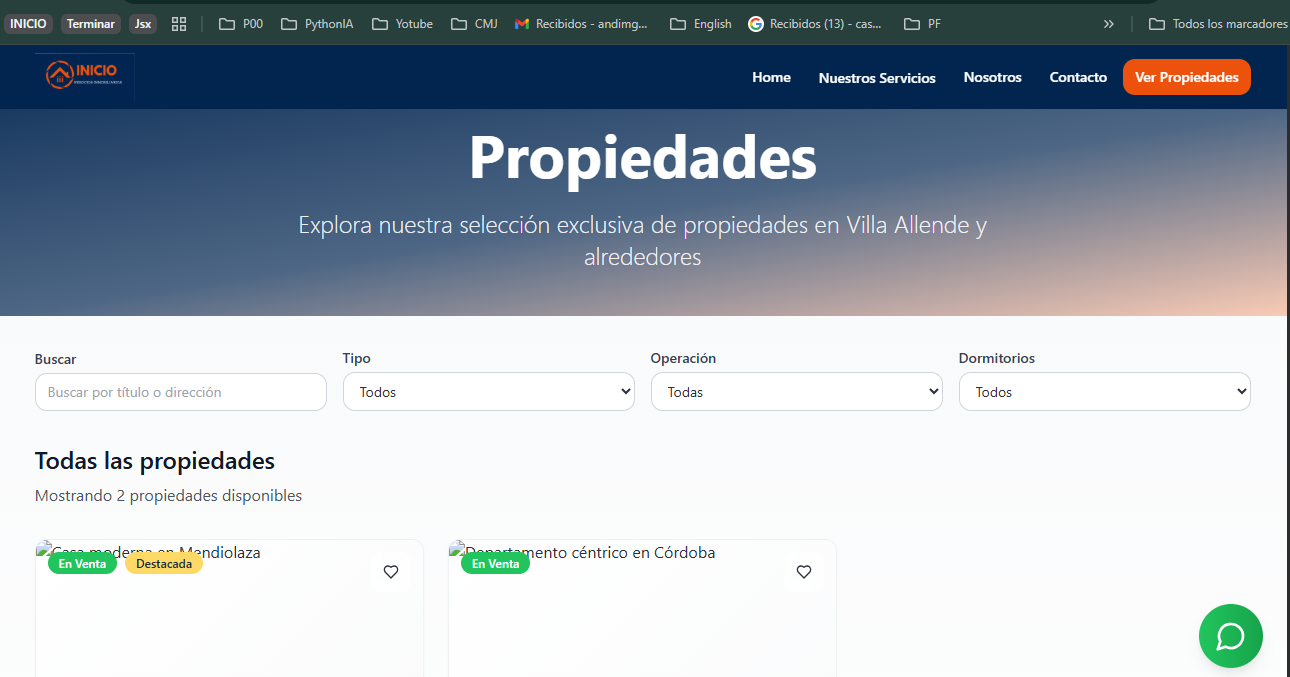 INICIO Terminar Jsx P00 PythonIA Yotube CMJ Recibidos - andimg... English Recibidos (13) - cas... PF » Todos los marcadores
INICIO
Home Nuestros Servicios Nosotros Contacto Ver Propiedades
Propiedades
Explora nuestra selección exclusiva de propiedades en Villa Allende y
alrededores
Buscar Tipo Operación Dormitorios
Buscar por título o dirección Todos Todas Todos
Todas las propiedades
Mostrando 2 propiedades disponibles
Casa moderna en Mendiolaza Departamento céntrico en Córdoba
En Venta Destacada En Venta